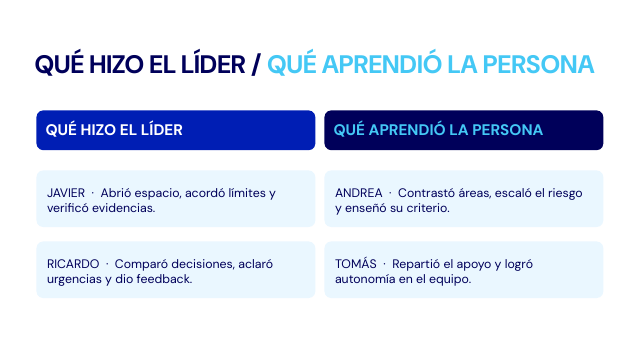 QUÉ HIZO EL LÍDER / QUÉ APRENDIÓ LA PERSONA
QUÉ HIZO EL LÍDER
QUÉ APRENDIÓ LA PERSONA
JAVIER · Abrió espacio, acordó límites y
verificó evidencias.
ANDREA · Contrastó áreas, escaló el riesgo
y enseñó su criterio.
RICARDO · Comparó decisiones, aclaró
urgencias y dio feedback.
TOMÁS · Repartió el apoyo y logró
autonomía en el equipo.